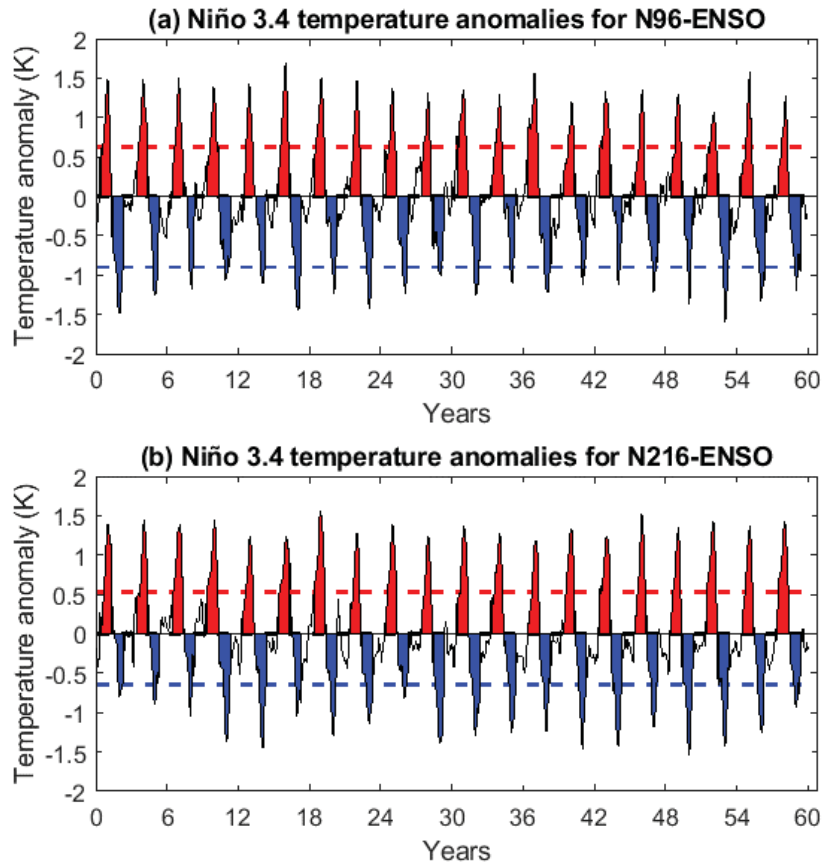 (a) Niño 3.4 temperature anomalies for N96-ENSO
Temperature anomaly (K)
2
1.5
1
0.5
0
-0.5
-1
-1.5
-2
0 6 12 18 24 30 36 42 48 54 60
Years
(b) Niño 3.4 temperature anomalies for N216-ENSO
Temperature anomaly (K)
2
1.5
1
0.5
0
-0.5
-1
-1.5
-2
0 6 12 18 24 30 36 42 48 54 60
Years